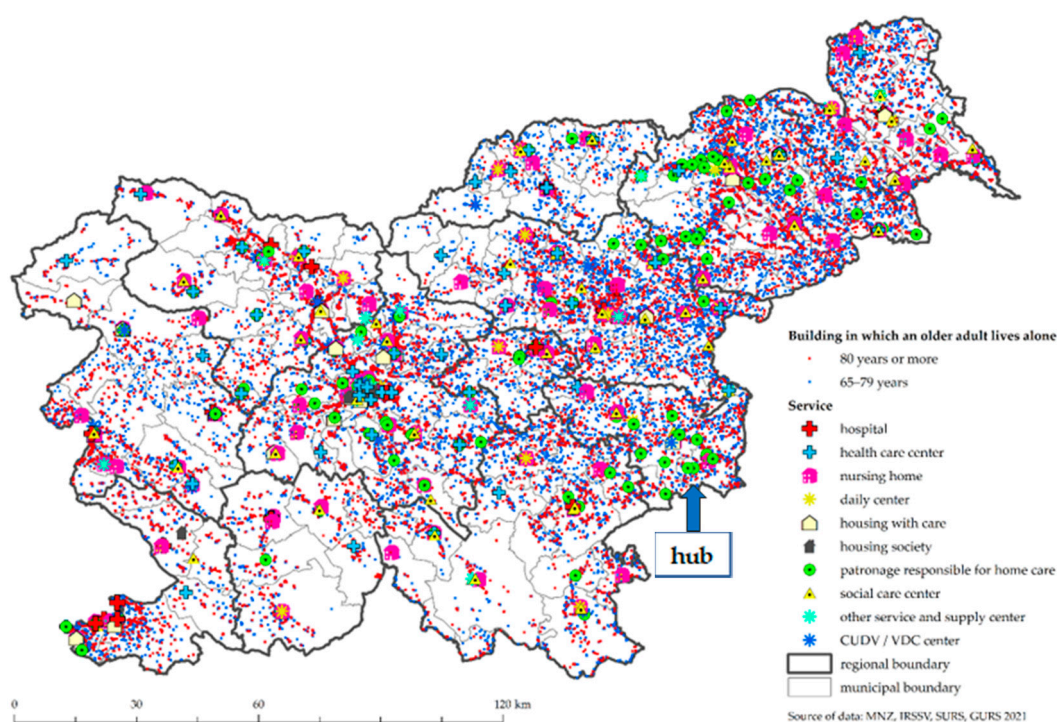 hub
0 30 60 120 km
Building in which an older adult lives alone
80 years or more
65–79 years
Service
hospital
health care center
nursing home
daily center
housing with care
housing society
patronage responsible for home care
social care center
other service and supply center
CUDV / VDC center
regional boundary
municipal boundary
Source of data: MNZ, IRSSV, SURS, GURS 2021